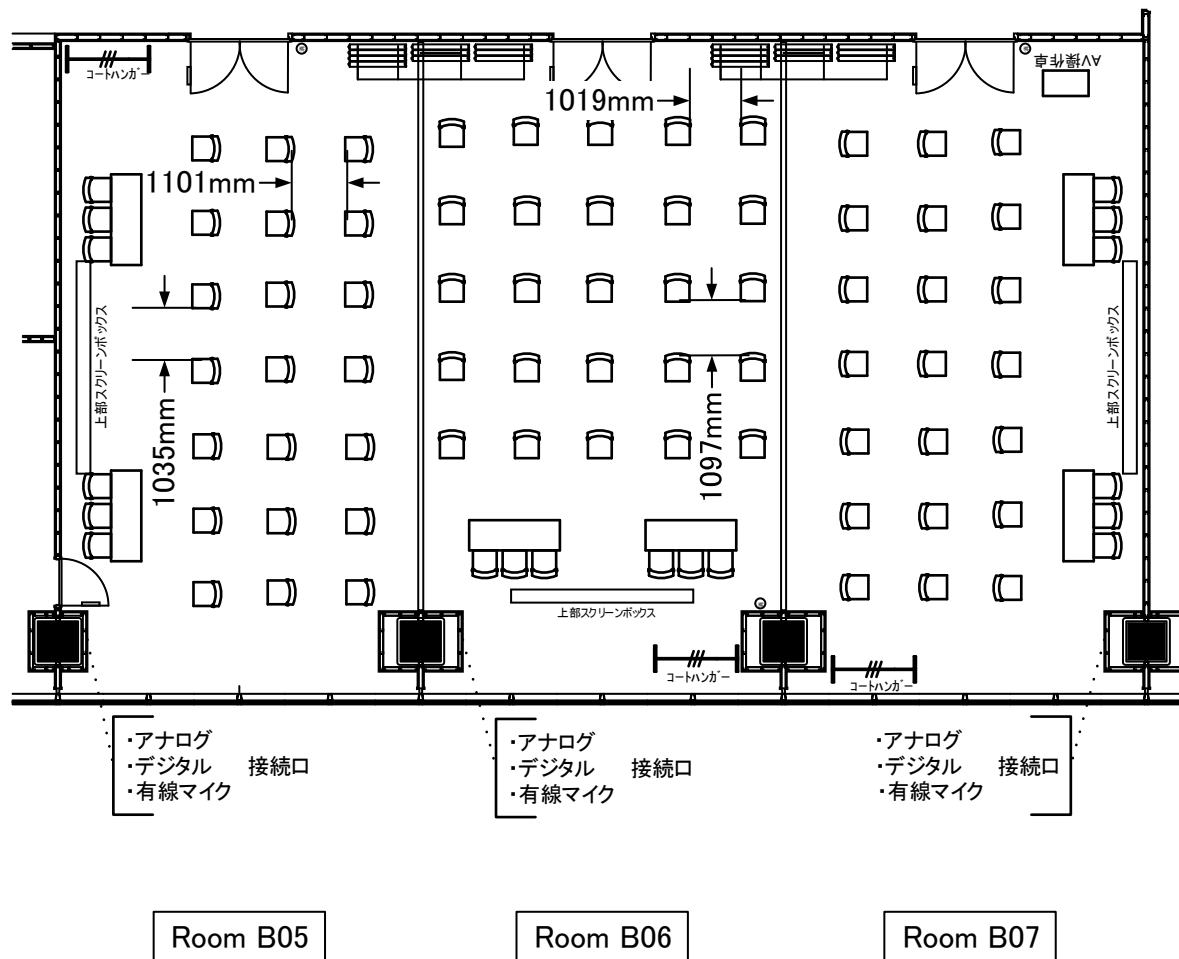 コートハンガー
AV操作卓
1019mm
1101mm
上部スクリーンボックス
上部スクリーンボックス
1035mm
1097mm
上部スクリーンボックス
コートハンガー
コートハンガー
・アナログ
・デジタル 接続口
・有線マイク
・アナログ
・デジタル 接続口
・有線マイク
・アナログ
・デジタル 接続口
・有線マイク
Room B05
Room B06
Room B07